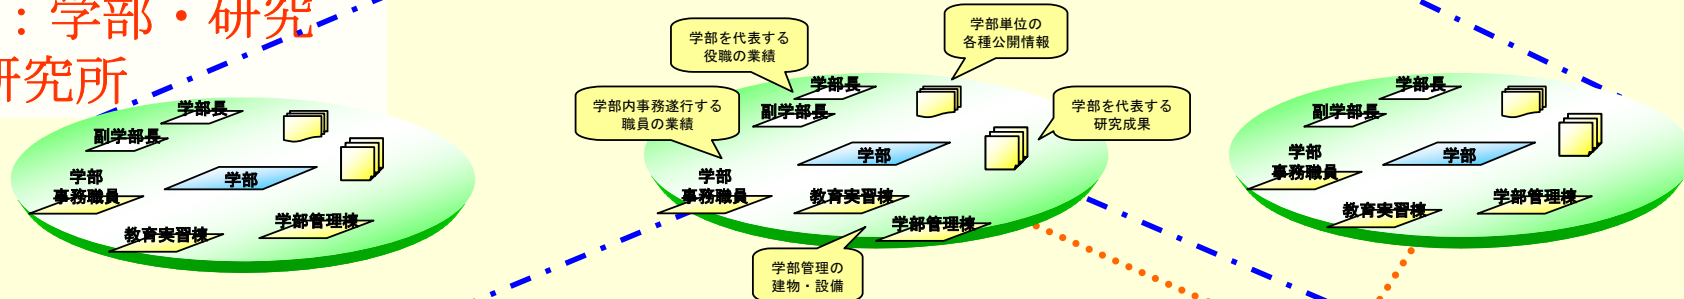 ：学部・研究
研究所
学部長
副学部長
学部
事務職員
学部
教育実習棟
学部管理棟
学部を代表する
役職の業績
学部単位の
各種公開情報
学部内事務遂行する
職員の業績
学部を代表する
研究成果
学部長
副学部長
学部
学部
事務職員
教育実習棟
学部管理棟
学部管理の
建物・設備
学部長
副学部長
学部
学部
事務職員
学部管理棟
教育実習棟